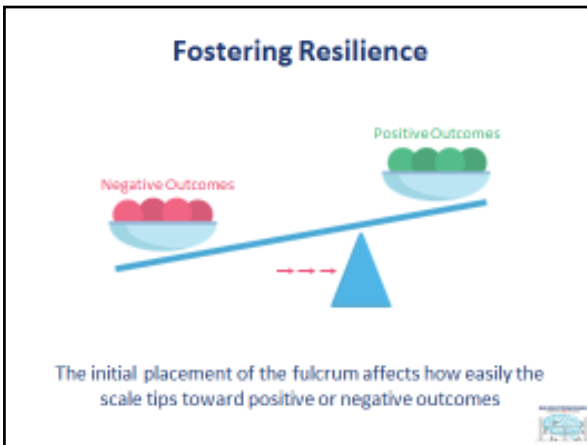 Fostering Resilience
Positive Outcomes
Negative Outcomes
The initial placement of the fulcrum affects how easily the
scale tips toward positive or negative outcomes